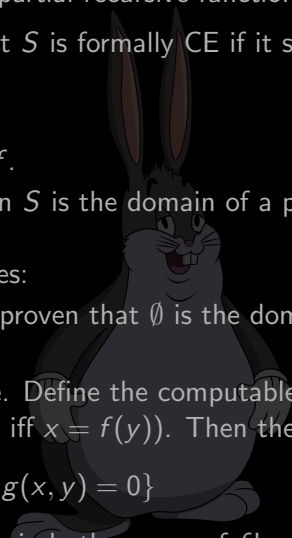 partial recursive function
t S is formally CE if it s
f.
n S is the domain of a p
es:
proven that ∅ is the dom
e. Define the computable
iff x = f(y)). Then the
g(x, y) = 0}